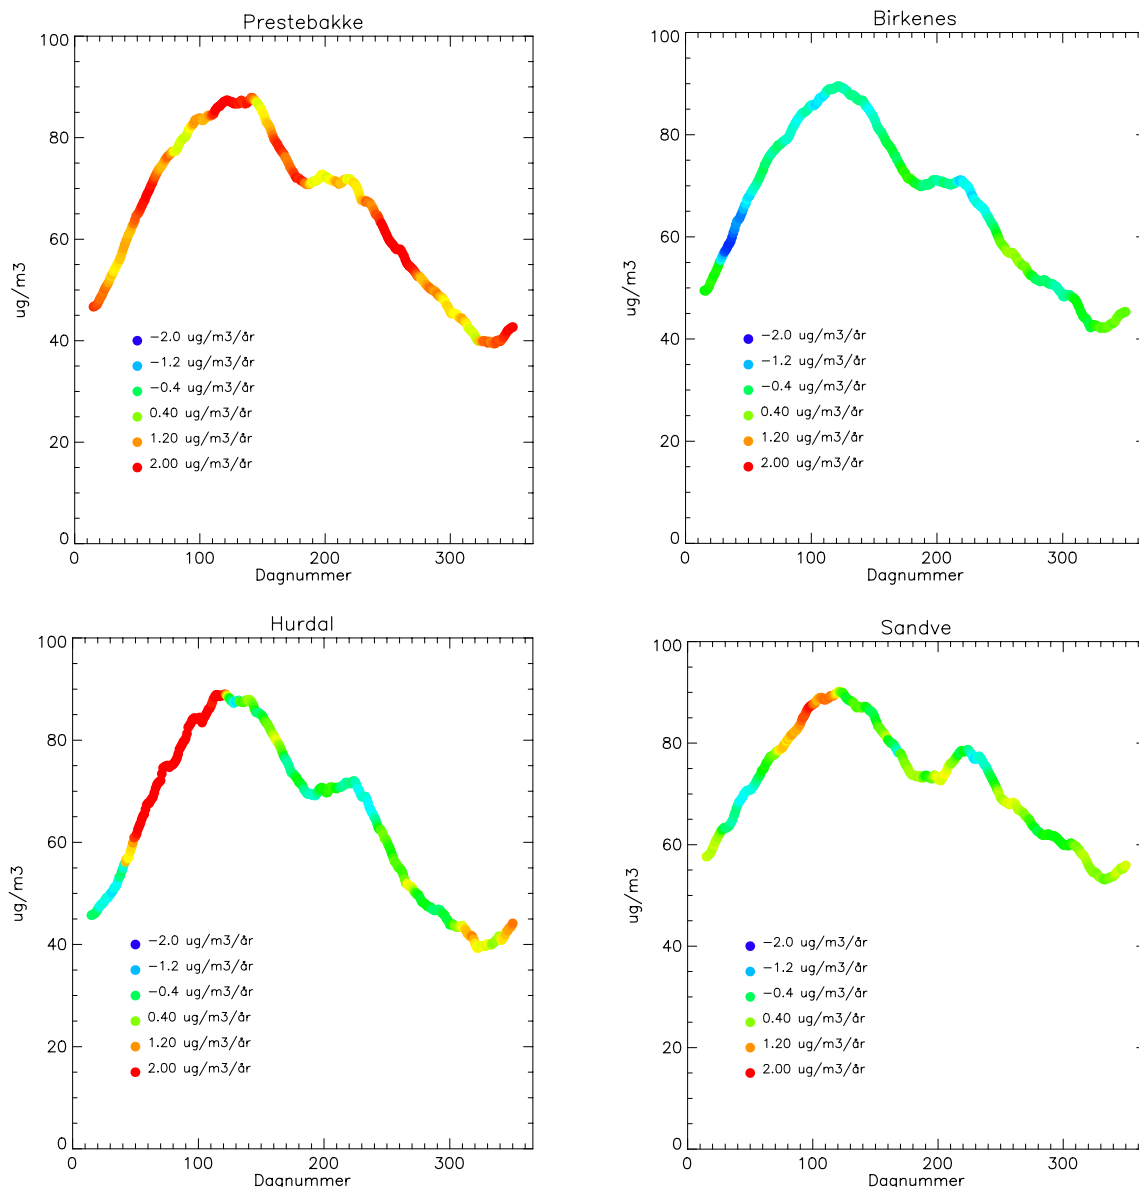 Prestebakke
100
80
60
40
20
0
ug/m3
-2.0 ug/m3/år
-1.2 ug/m3/år
-0.4 ug/m3/år
0.40 ug/m3/år
1.20 ug/m3/år
2.00 ug/m3/år
0 100 200 300
Dagnummer
Birkenes
100
80
60
40
20
0
ug/m3
-2.0 ug/m3/år
-1.2 ug/m3/år
-0.4 ug/m3/år
0.40 ug/m3/år
1.20 ug/m3/år
2.00 ug/m3/år
0 100 200 300
Dagnummer
Hurdal
100
80
60
40
20
0
ug/m3
-2.0 ug/m3/år
-1.2 ug/m3/år
-0.4 ug/m3/år
0.40 ug/m3/år
1.20 ug/m3/år
2.00 ug/m3/år
0 100 200 300
Dagnummer
Sandve
100
80
60
40
20
0
ug/m3
-2.0 ug/m3/år
-1.2 ug/m3/år
-0.4 ug/m3/år
0.40 ug/m3/år
1.20 ug/m3/år
2.00 ug/m3/år
0 100 200 300
Dagnummer